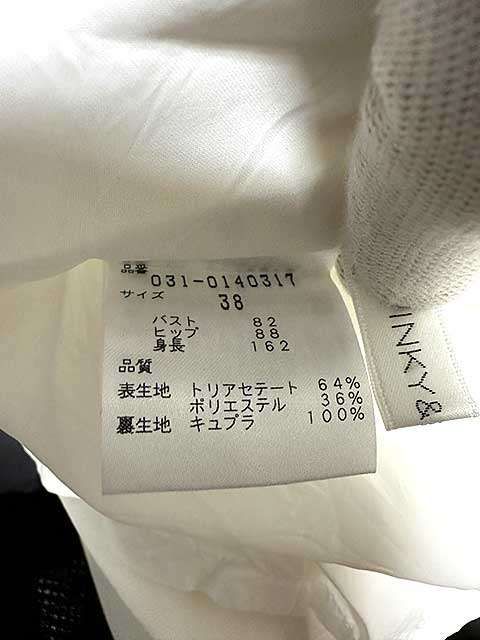 品番
031-0140317
サイズ 38
バスト 82
ヒップ 88
身長 162
品質
表生地 トリアセテート 64%
ポリエステル 36%
裏生地 キュプラ 100%
INKY &